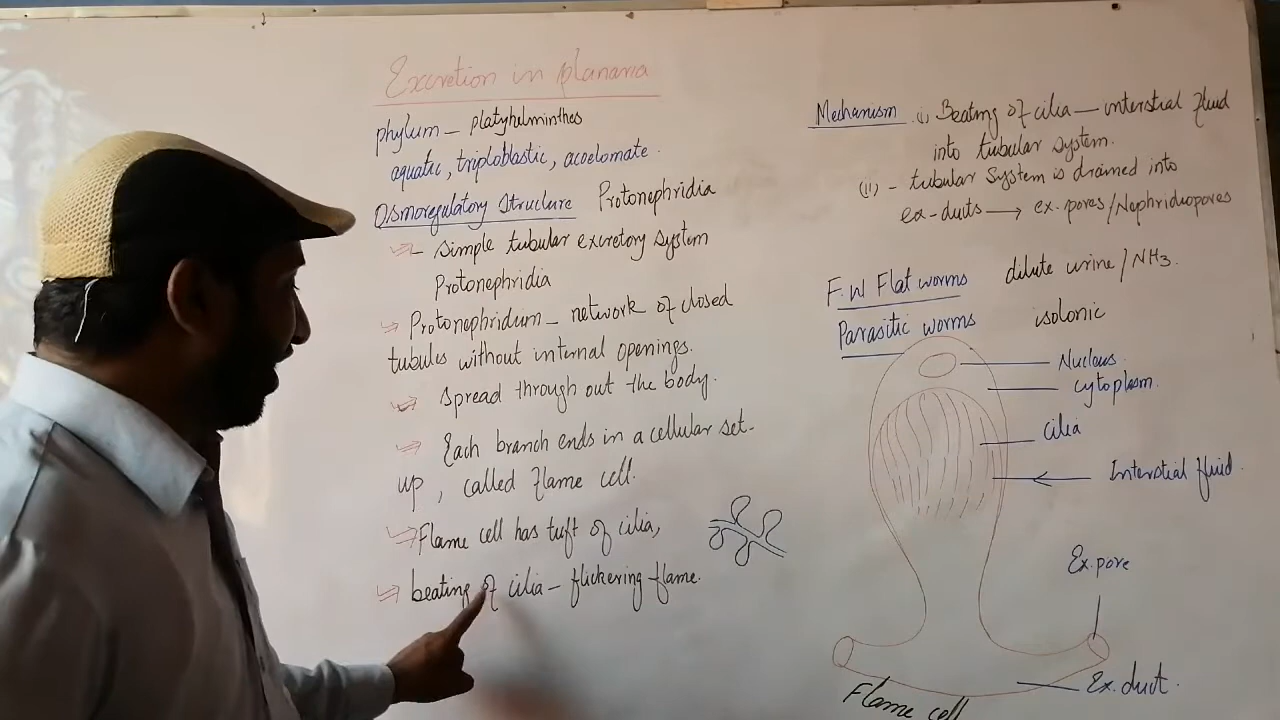 Excretion in planaria
phylum - platyhelminthes
aquatic, triploblastic, acoelomate.
Osmoregulatory Structure Protonephridia
- simple tubular excretory system
Protonephridia
Protonephridum - network of closed
tubules without internal openings.
Spread through out the body.
Each branch ends in a cellular set-
up, called flame cell.
Flame cell has tuft of cilia,
beating of cilia - flickering flame.
Mechanism (i) Beating of cilia - interstial fluid
into tubular system.
(ii) - tubular System is drained into
ex-duts → ex. pores/Nephridiopores
F.W Flat worms dilute urine/NH3.
Parasitic worms isotonic
Nucleus
cytoplasm.
cilia
Interstial fluid.
Ex. pore
Ex. duct.
Flame cell